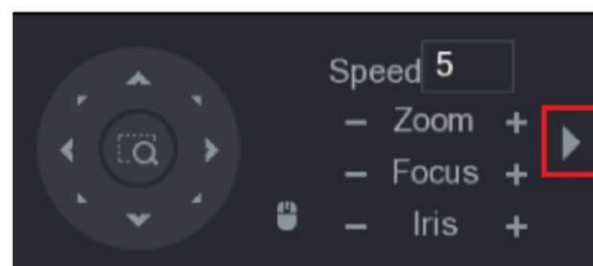 Speed 5
− Zoom +
− Focus +
− Iris +